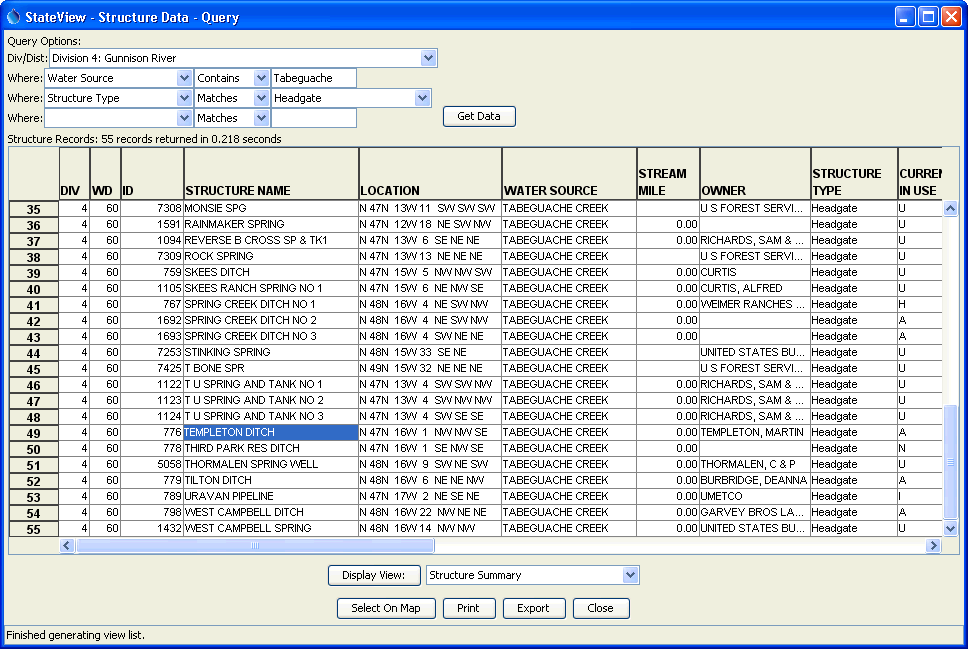 StateView - Structure Data - Query
Query Options:
Div/Dist: Division 4: Gunnison River
Where: Water Source Contains Tabeguache
Where: Structure Type Matches Headgate
Where: Matches
Get Data
Structure Records: 55 records returned in 0.218 seconds
DIV WD ID STRUCTURE NAME LOCATION WATER SOURCE STREAM MILE OWNER STRUCTURE TYPE CURREN IN USE
35 4 60 7308 MONSIE SPG N 47N 13W 11 SW SW SW TABEGUACHE CREEK U S FOREST SERVI... Headgate U
36 4 60 1591 RAINMAKER SPRING N 47N 12W 18 NE SW SW TABEGUACHE CREEK 0.00 Headgate U
37 4 60 1094 REVERSE B CROSS SP & TK1 N 47N 13W 6 SE NE NE TABEGUACHE CREEK 0.00 RICHARDS, SAM & ... Headgate U
38 4 60 7309 ROCK SPRING N 47N 13W 13 NE NE NE TABEGUACHE CREEK U S FOREST SERVI... Headgate U
39 4 60 759 SKEES DITCH N 47N 15W 5 NW NW SW TABEGUACHE CREEK 0.00 CURTIS Headgate U
40 4 60 1105 SKEES RANCH SPRING NO 1 N 47N 15W 6 NE NW SE TABEGUACHE CREEK 0.00 CURTIS, ALFRED Headgate U
41 4 60 767 SPRING CREEK DITCH NO 1 N 48N 16W 4 NE SW NW TABEGUACHE CREEK 0.00 WEIMER RANCHES ... Headgate H
42 4 60 1692 SPRING CREEK DITCH NO 2 N 48N 16W 4 NE SW NW TABEGUACHE CREEK 0.00 Headgate A
43 4 60 1693 SPRING CREEK DITCH NO 3 N 48N 16W 4 SW NE NE TABEGUACHE CREEK 0.00 Headgate A
44 4 60 7253 STINKING SPRING N 48N 15W 33 SE NE TABEGUACHE CREEK UNITED STATES BU... Headgate U
45 4 60 7425 T BONE SPR N 49N 15W 32 NE NE NE TABEGUACHE CREEK U S FOREST SERVI... Headgate U
46 4 60 1122 T U SPRING AND TANK NO 1 N 47N 13W 4 SW SW NW TABEGUACHE CREEK 0.00 RICHARDS, SAM & ... Headgate U
47 4 60 1123 T U SPRING AND TANK NO 2 N 47N 13W 4 SW NW SW TABEGUACHE CREEK 0.00 RICHARDS, SAM & ... Headgate U
48 4 60 1124 T U SPRING AND TANK NO 3 N 47N 13W 4 SW SE SE TABEGUACHE CREEK 0.00 RICHARDS, SAM & ... Headgate U
49 4 60 776 TEMPLETON DITCH N 47N 16W 1 NW NW SE TABEGUACHE CREEK 0.00 TEMPLETON, MARTIN Headgate A
50 4 60 778 THIRD PARK RES DITCH N 47N 16W 1 SE NW SE TABEGUACHE CREEK 0.00 Headgate N
51 4 60 5058 THORMALEN SPRING WELL N 48N 16W 9 SW NE SW TABEGUACHE CREEK 0.00 THORMALEN, C & P Headgate U
52 4 60 779 TILTON DITCH N 48N 16W 6 NE NE NW TABEGUACHE CREEK 0.00 BURBRIDGE, DEANNA Headgate A
53 4 60 789 URAVAN PIPELINE N 47N 17W 2 NE SE NE TABEGUACHE CREEK 0.00 UMETCO Headgate I
54 4 60 798 WEST CAMPBELL DITCH N 48N 16W 22 NW NE NE TABEGUACHE CREEK 0.00 GARVEY BROS LA... Headgate A
55 4 60 1432 WEST CAMPBELL SPRING N 48N 16W 14 NW NW TABEGUACHE CREEK 0.00 UNITED STATES BU... Headgate U
Display View: Structure Summary
Select On Map Print Export Close
Finished generating view list.